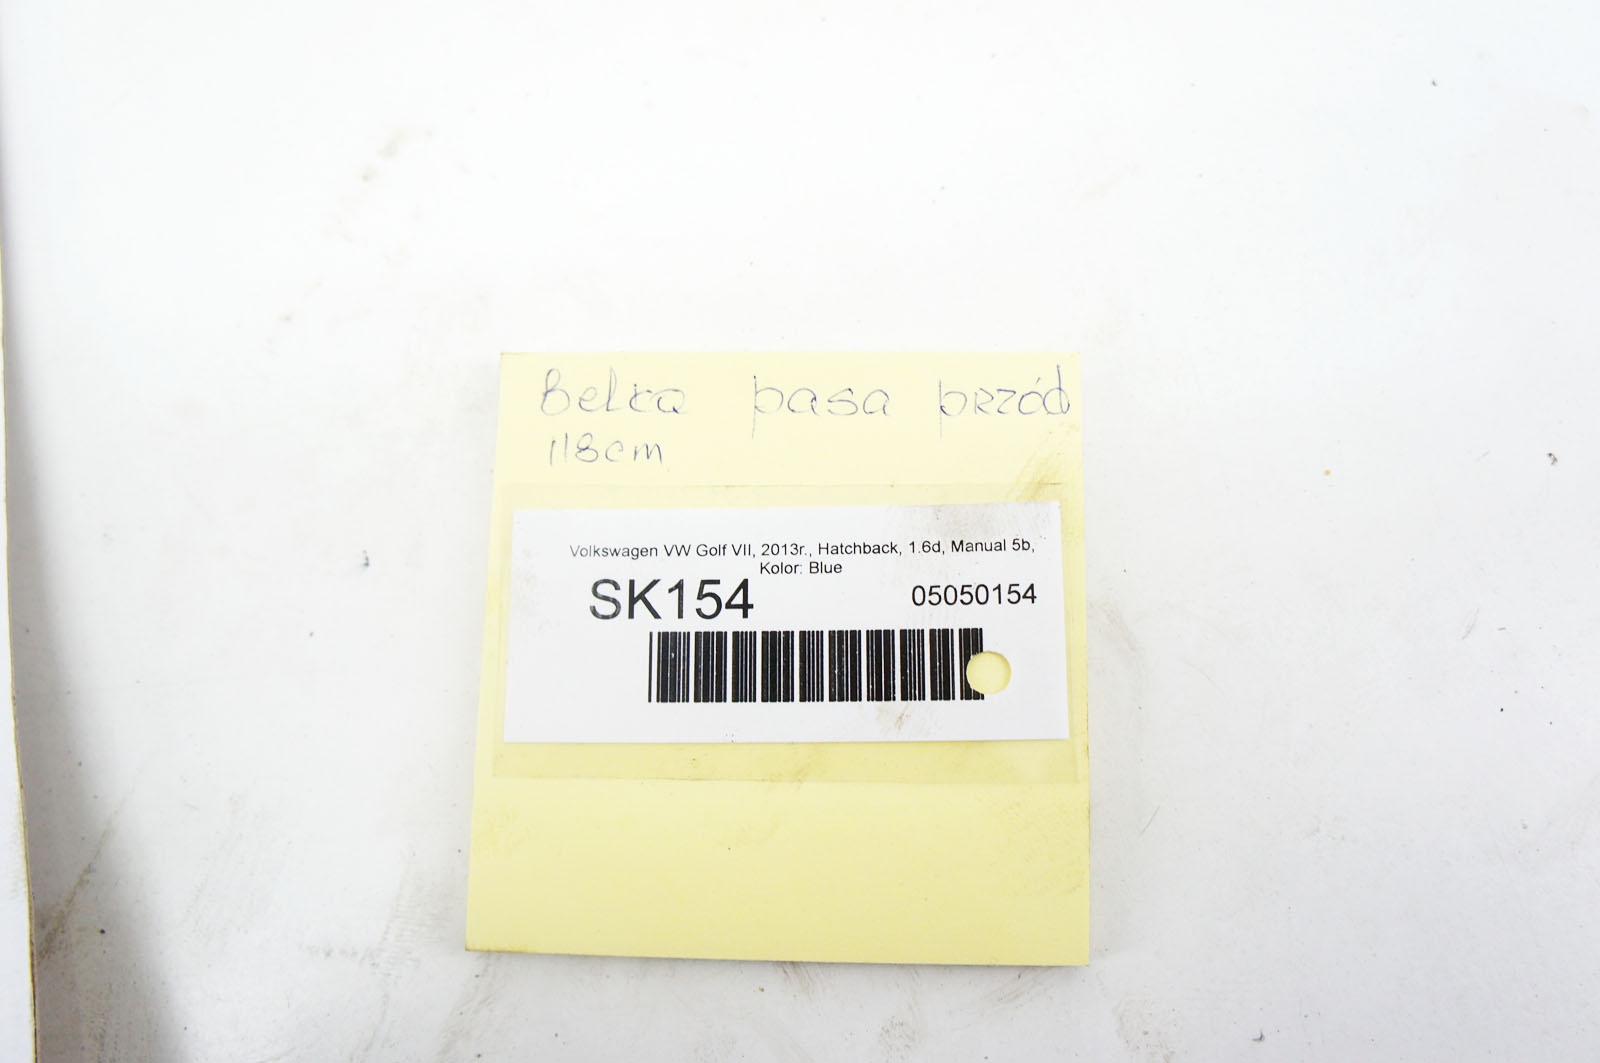 Belka pasa przód
118cm
Volkswagen VW Golf VII, 2013r., Hatchback, 1.6d, Manual 5b,
Kolor: Blue
SK154 05050154